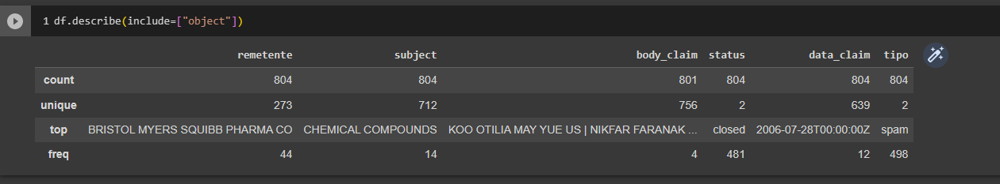 1 df.describe(include=["object"])
remetente subject body_claim status data_claim tipo
count 804 804 801 804 804 804
unique 273 712 756 2 639 2
top BRISTOL MYERS SQUIBB PHARMA CO CHEMICAL COMPOUNDS KOO OTILIA MAY YUE US | NIKFAR FARANAK ... closed 2006-07-28T00:00:00Z spam
freq 44 14 4 481 12 498